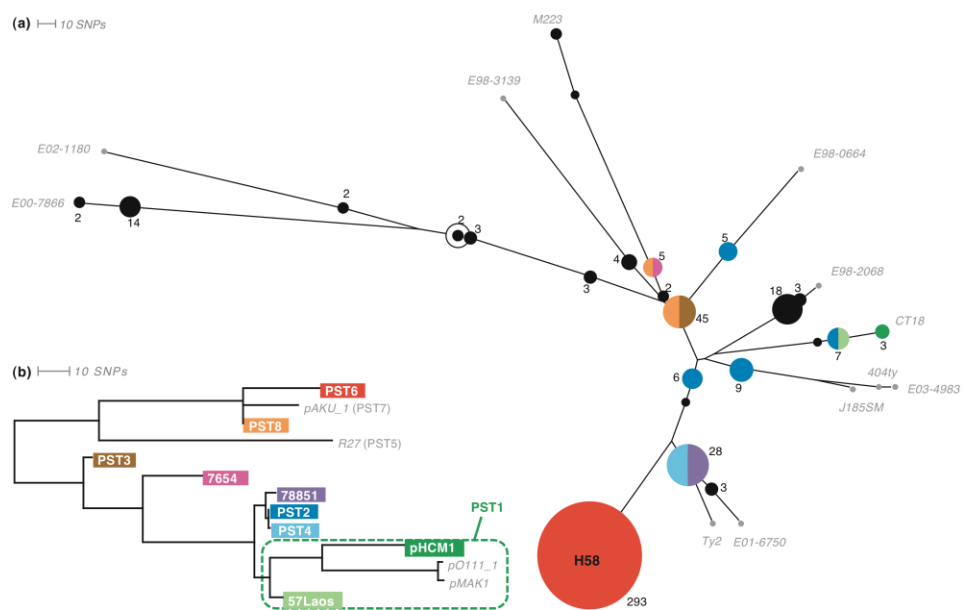 (a) 10 SNPs
M223
E98-3139
E98-0664
E02-1180
2
E00-7866
2
14
2
3
5
4
5
3
2
45
E98-2068
18
3
CT18
3
7
6
9
404ty
E03-4983
J185SM
28
3
Ty2
E01-6750
H58
293
(b) 10 SNPs
PST6
pAKU_1 (PST7)
PST8
R27 (PST5)
PST3
7654
78851
PST2
PST4
PST1
pHCM1
pO111_1
pMAK1
57Laos